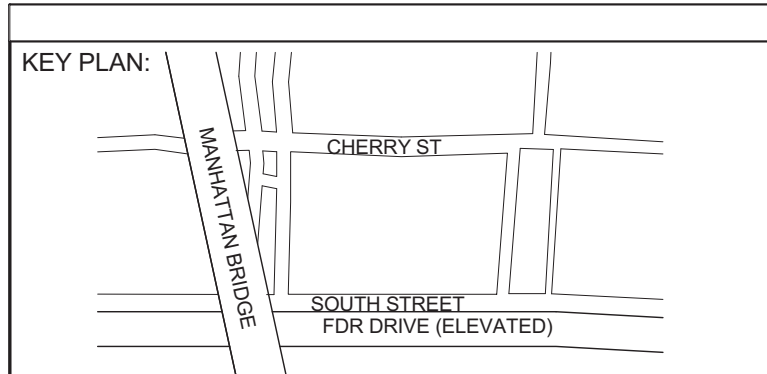 KEY PLAN:
CHERRY ST
MANHATTAN BRIDGE
SOUTH STREET
FDR DRIVE (ELEVATED)